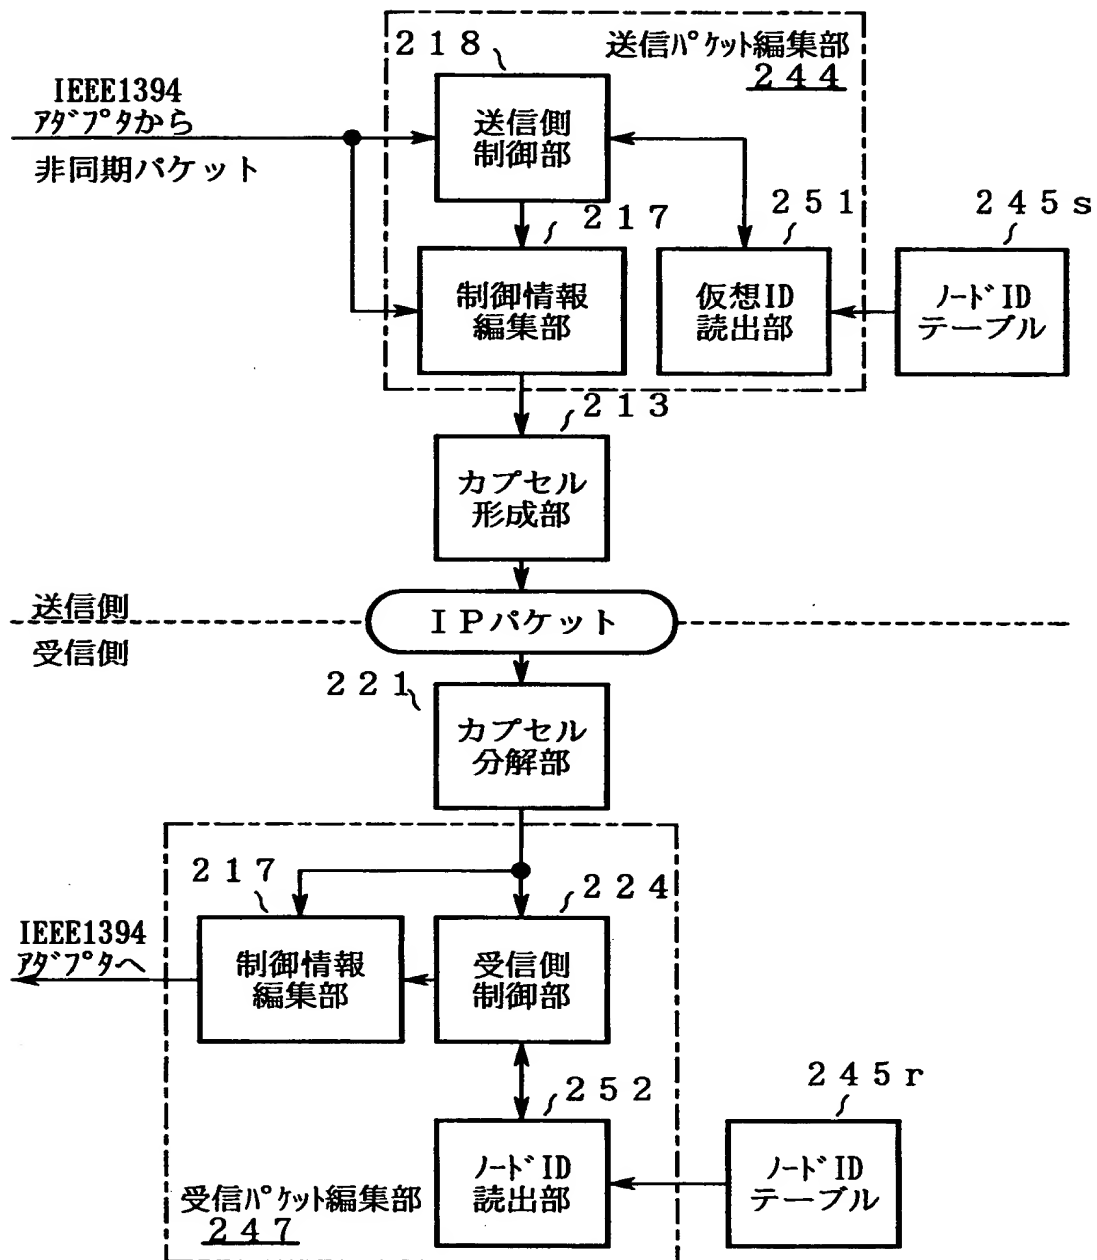 ２１８
送信ﾊﾟｹｯﾄ編集部
２４４
IEEE1394
ｱﾀﾞﾌﾟﾀから
非同期パケット
送信側
制御部
２１７
２５１
２４５s
制御情報
編集部
仮想ID
読出部
ﾉｰﾄﾞID
テーブル
２１３
カプセル
形成部
送信側
ＩＰパケット
受信側
２２１
カプセル
分解部
２１７
２２４
IEEE1394
ｱﾀﾞﾌﾟﾀへ
制御情報
編集部
受信側
制御部
２５２
２４５r
ﾉｰﾄﾞID
読出部
ﾉｰﾄﾞID
テーブル
受信ﾊﾟｹｯﾄ編集部
２４７